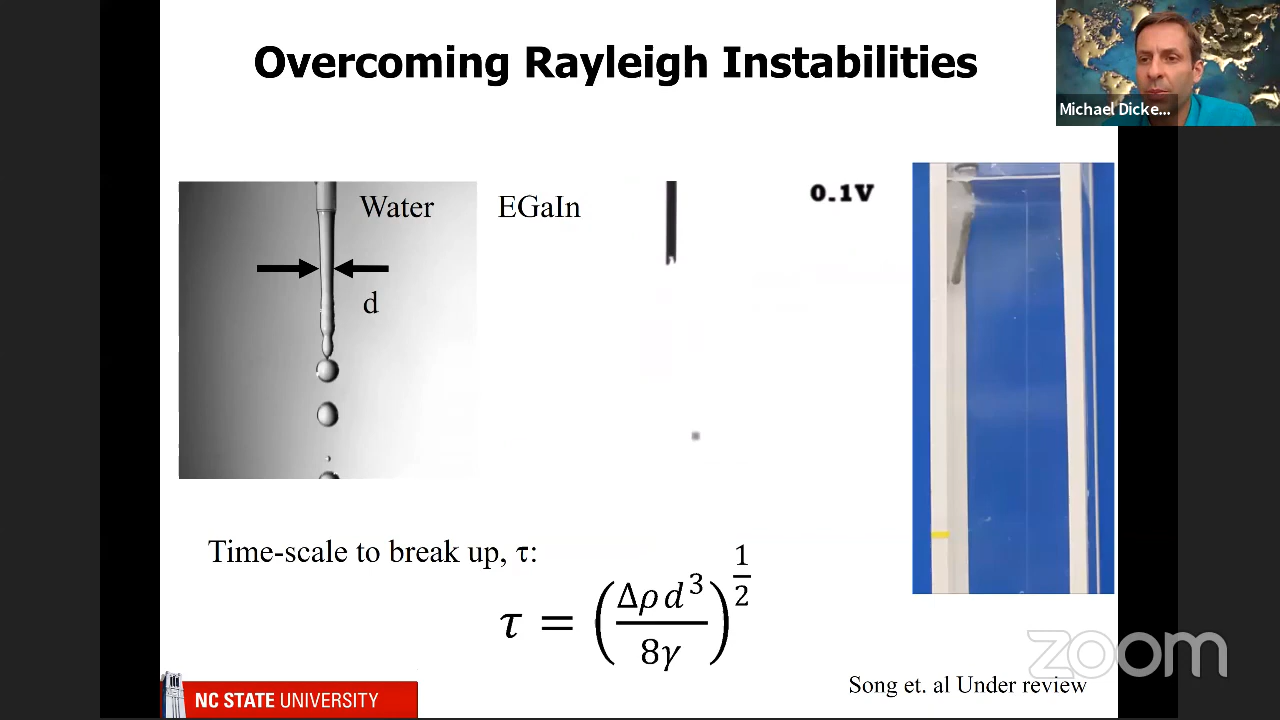 Overcoming Rayleigh Instabilities
Michael Dicke...
Water
EGaIn
0.1V
d
Time-scale to break up, τ:
τ = (Δρ d³ / 8γ)^(1/2)
zoom
NC STATE UNIVERSITY
Song et. al Under review